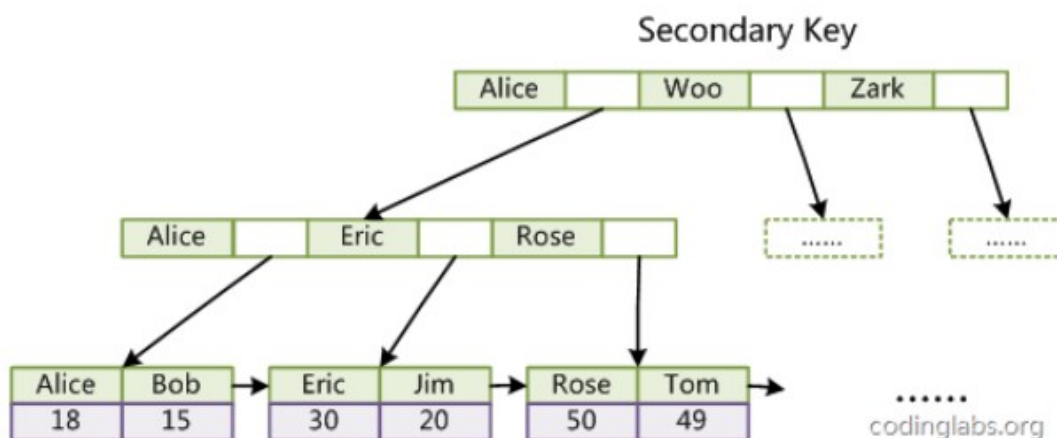 Secondary Key
Alice Woo Zark
Alice Eric Rose ...... ......
Alice Bob Eric Jim Rose Tom
18 15 30 20 50 49 ......
codinglabs.org